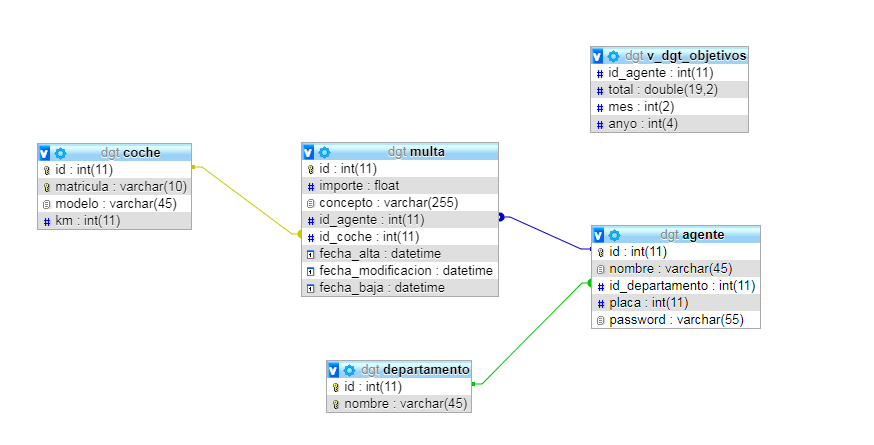 dgt v_dgt_objetivos
id_agente : int(11)
total : double(19,2)
mes : int(2)
anyo : int(4)
dgt coche
id : int(11)
matricula : varchar(10)
modelo : varchar(45)
km : int(11)
dgt multa
id : int(11)
importe : float
concepto : varchar(255)
id_agente : int(11)
id_coche : int(11)
fecha_alta : datetime
fecha_modificacion : datetime
fecha_baja : datetime
dgt agente
id : int(11)
nombre : varchar(45)
id_departamento : int(11)
placa : int(11)
password : varchar(55)
dgt departamento
id : int(11)
nombre : varchar(45)